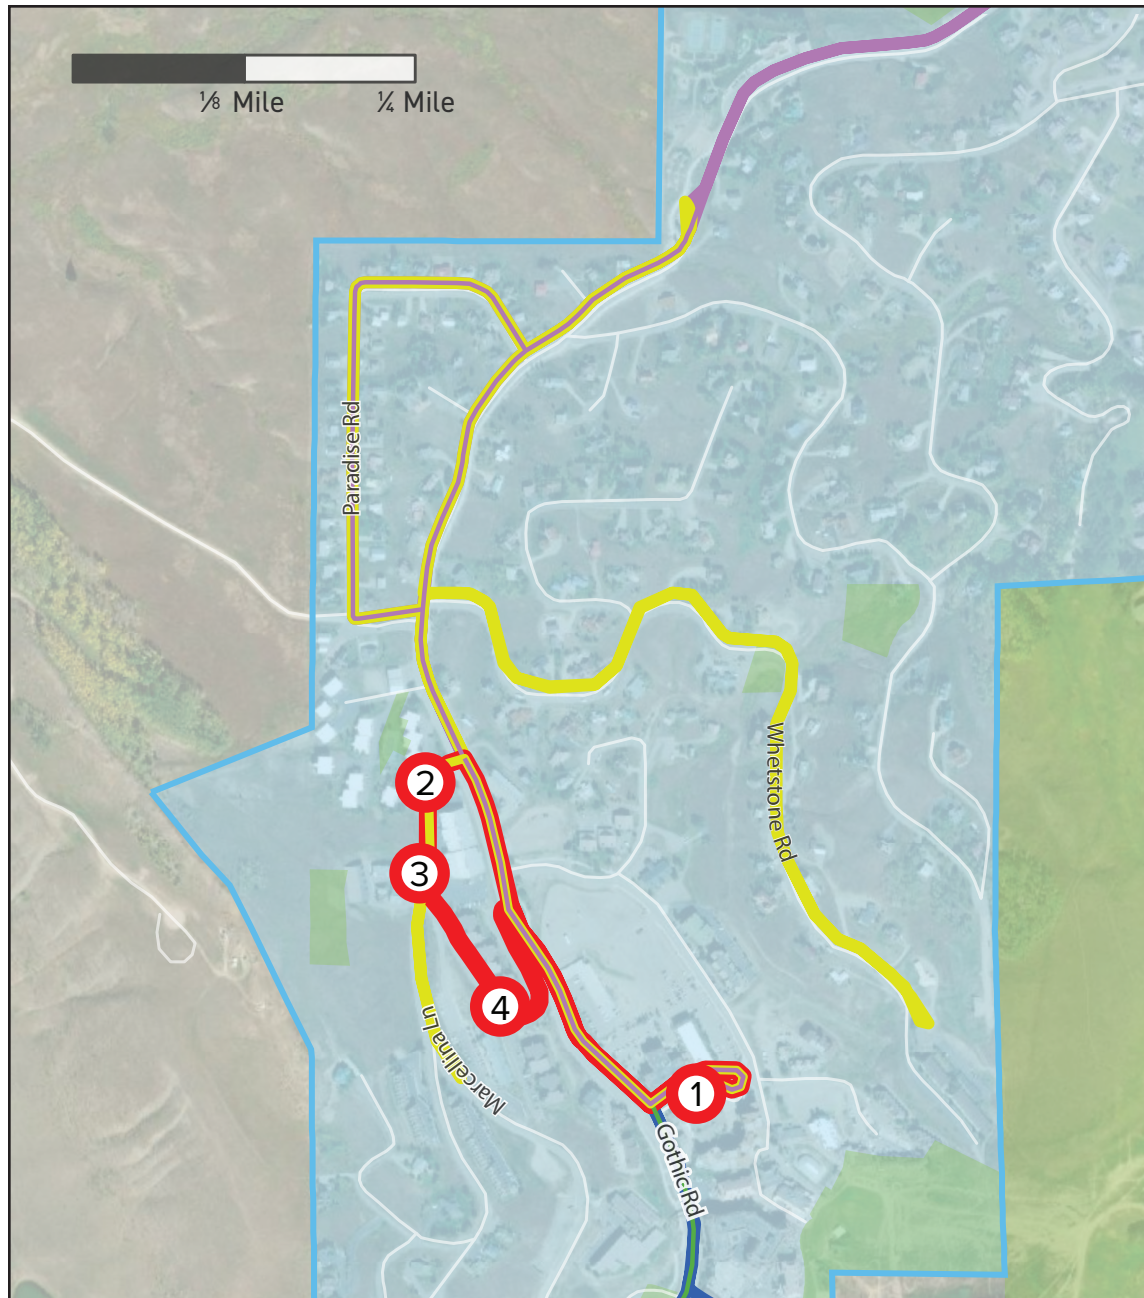 ⅛ Mile
¼ Mile
Paradise Rd
Whetstone Rd
2
3
4
Marcellina Ln
1
Gothic Rd